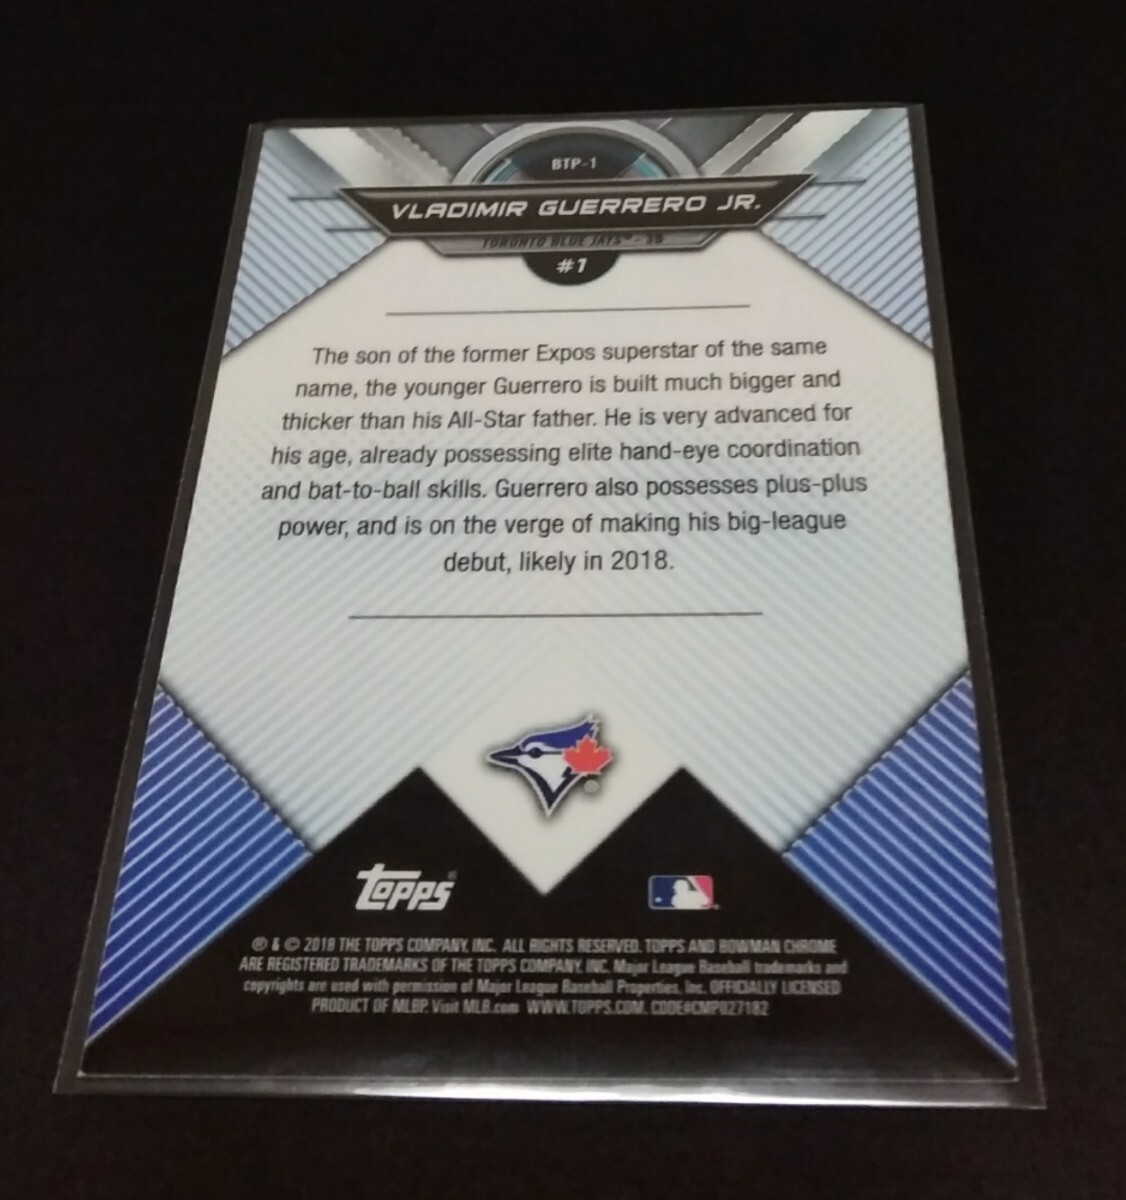 BTP-1
VLADIMIR GUERRERO JR.
TORONTO BLUE JAYS™ - 3B
#1
The son of the former Expos superstar of the same
name, the younger Guerrero is built much bigger and
thicker than his All-Star father. He is very advanced for
his age, already possessing elite hand-eye coordination
and bat-to-ball skills. Guerrero also possesses plus-plus
power, and is on the verge of making his big-league
debut, likely in 2018.
®
topps®
®
® & © 2018 THE TOPPS COMPANY, INC. ALL RIGHTS RESERVED. TOPPS AND BOWMAN CHROME
ARE REGISTERED TRADEMARKS OF THE TOPPS COMPANY, INC. Major League Baseball trademarks and
copyrights are used with permission of Major League Baseball Properties, Inc. OFFICIALLY LICENSED
PRODUCT OF MLBP. Visit MLB.com WWW.TOPPS.COM. CODE#CMP027182